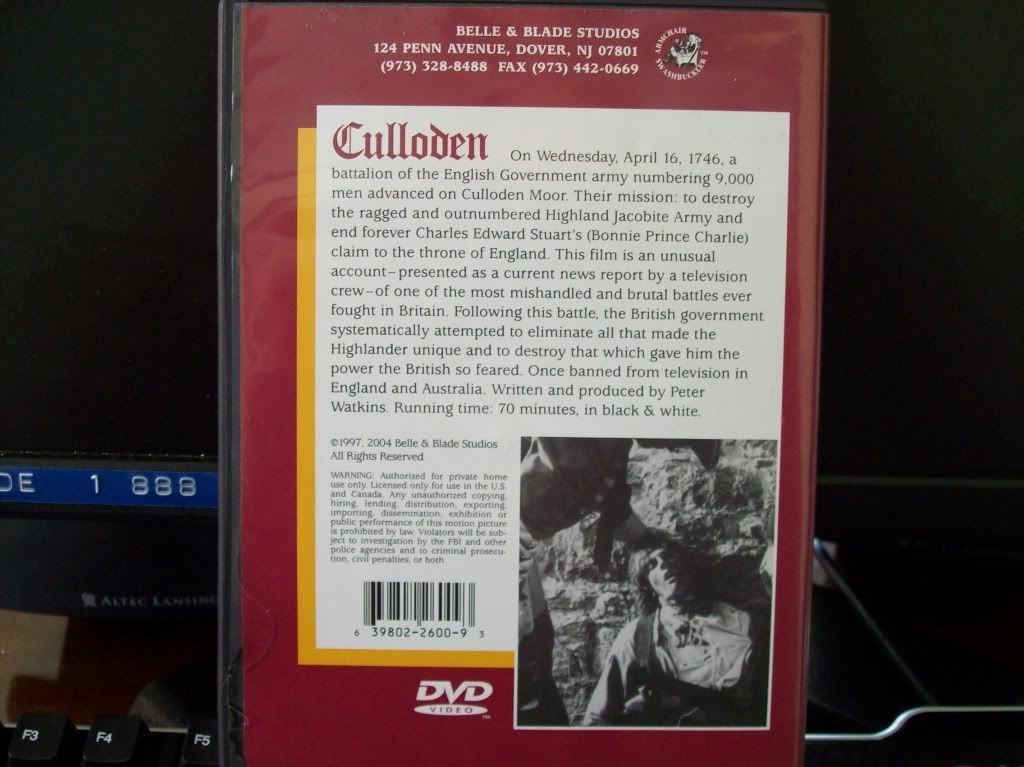 BELLE & BLADE STUDIOS
124 PENN AVENUE, DOVER, NJ 07801
(973) 328-8488 FAX (973) 442-0669
ARMCHAIR
SWASHBUCKLER
TM
Culloden
On Wednesday, April 16, 1746, a
battalion of the English Government army numbering 9,000
men advanced on Culloden Moor. Their mission: to destroy
the ragged and outnumbered Highland Jacobite Army and
end forever Charles Edward Stuart's (Bonnie Prince Charlie)
claim to the throne of England. This film is an unusual
account–presented as a current news report by a television
crew–of one of the most mishandled and brutal battles ever
fought in Britain. Following this battle, the British government
systematically attempted to eliminate all that made the
Highlander unique and to destroy that which gave him the
power the British so feared. Once banned from television in
England and Australia. Written and produced by Peter
Watkins. Running time: 70 minutes, in black & white.
©1997, 2004 Belle & Blade Studios
All Rights Reserved
WARNING: Authorized for private home
use only. Licensed only for use in the U.S.
and Canada. Any unauthorized copying,
hiring, lending, distribution, exporting,
importing, dissemination, exhibition or
public performance of this motion picture
is prohibited by law. Violators will be sub-
ject to investigation by the FBI and other
police agencies and to criminal prosecu-
tion, civil penalties, or both.
6 39802-2600-9 3
DVD
VIDEO
TM
DE 1 888
ALTEC LANSING
F3
F4
F5